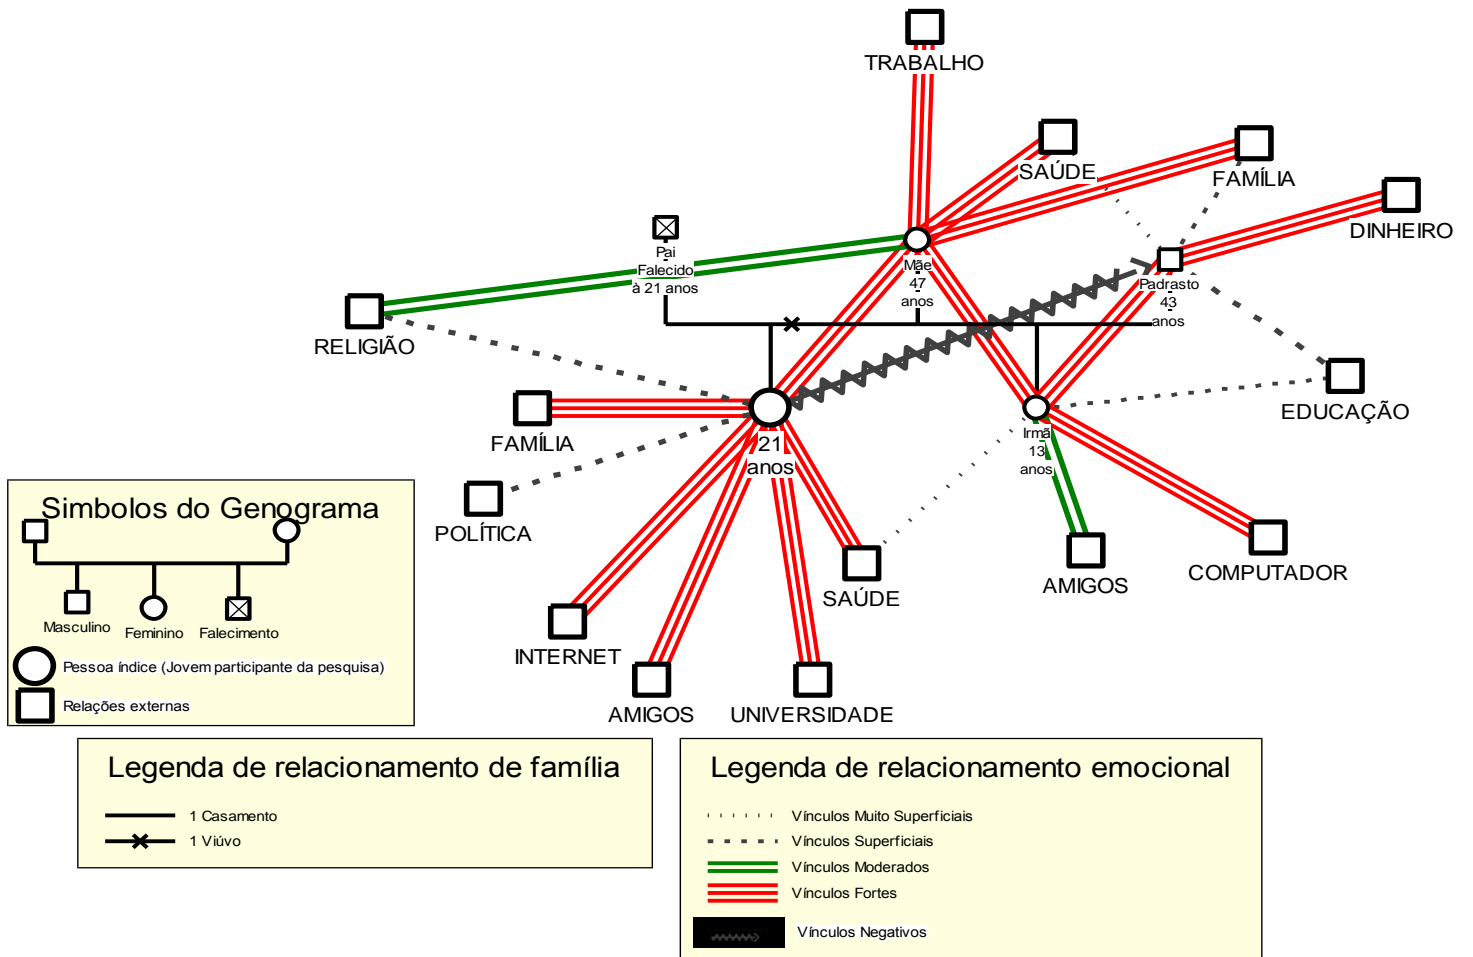 TRABALHO
SAÚDE
FAMÍLIA
DINHEIRO
Pai
Falecido
à 21 anos
Mãe
47
anos
Padrasto
43
anos
RELIGIÃO
EDUCAÇÃO
FAMÍLIA
21
anos
Irmã
13
anos
POLÍTICA
SAÚDE
AMIGOS
COMPUTADOR
INTERNET
AMIGOS
UNIVERSIDADE
Simbolos do Genograma
Masculino
Feminino
Falecimento
Pessoa índice (Jovem participante da pesquisa)
Relações externas
Legenda de relacionamento de família
1 Casamento
1 Viúvo
Legenda de relacionamento emocional
Vínculos Muito Superficiais
Vínculos Superficiais
Vínculos Moderados
Vínculos Fortes
Vínculos Negativos